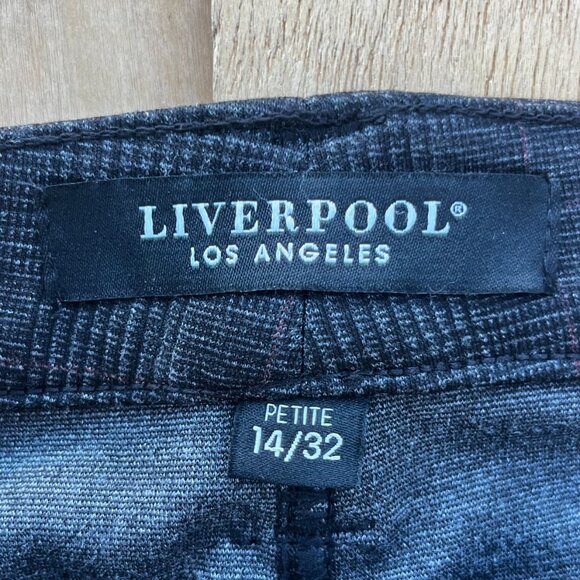 LIVERPOOL®
LOS ANGELES
PETITE
14/32